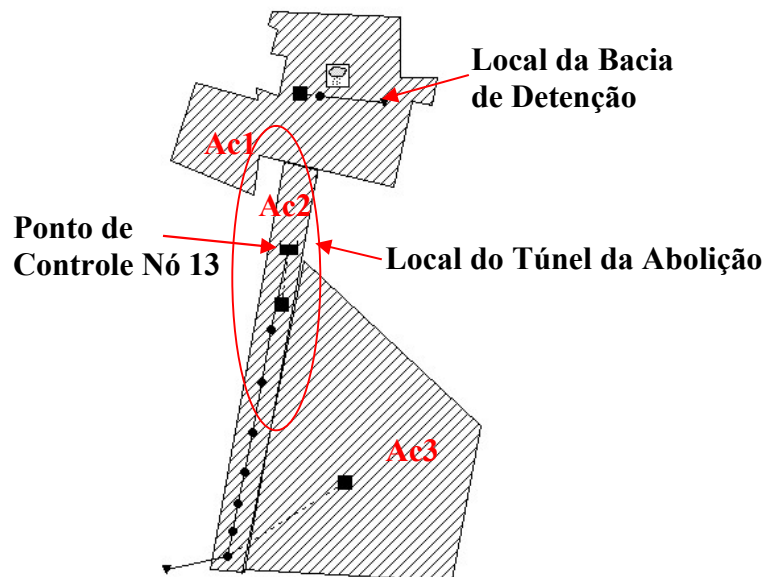 Local da Bacia
de Detenção
Ac1
Ac2
Ponto de
Controle Nó 13
Local do Túnel da Abolição
Ac3